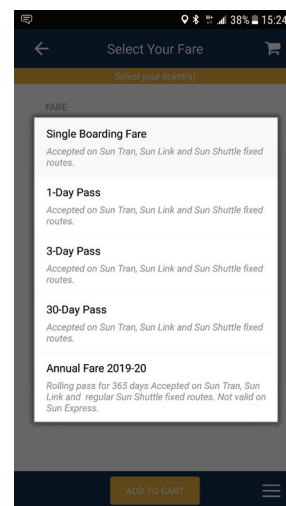 38% 15:24
Select Your Fare
Select your ticket(s)
FARE
Single Boarding Fare
Accepted on Sun Tran, Sun Link and Sun Shuttle fixed
routes.
1-Day Pass
Accepted on Sun Tran, Sun Link and Sun Shuttle fixed
routes.
3-Day Pass
Accepted on Sun Tran, Sun Link and Sun Shuttle fixed
routes.
30-Day Pass
Accepted on Sun Tran, Sun Link and Sun Shuttle fixed
routes.
Annual Fare 2019-20
Rolling pass for 365 days Accepted on Sun Tran, Sun
Link and  regular Sun Shuttle fixed routes. Not valid on
Sun Express.
ADD TO CART